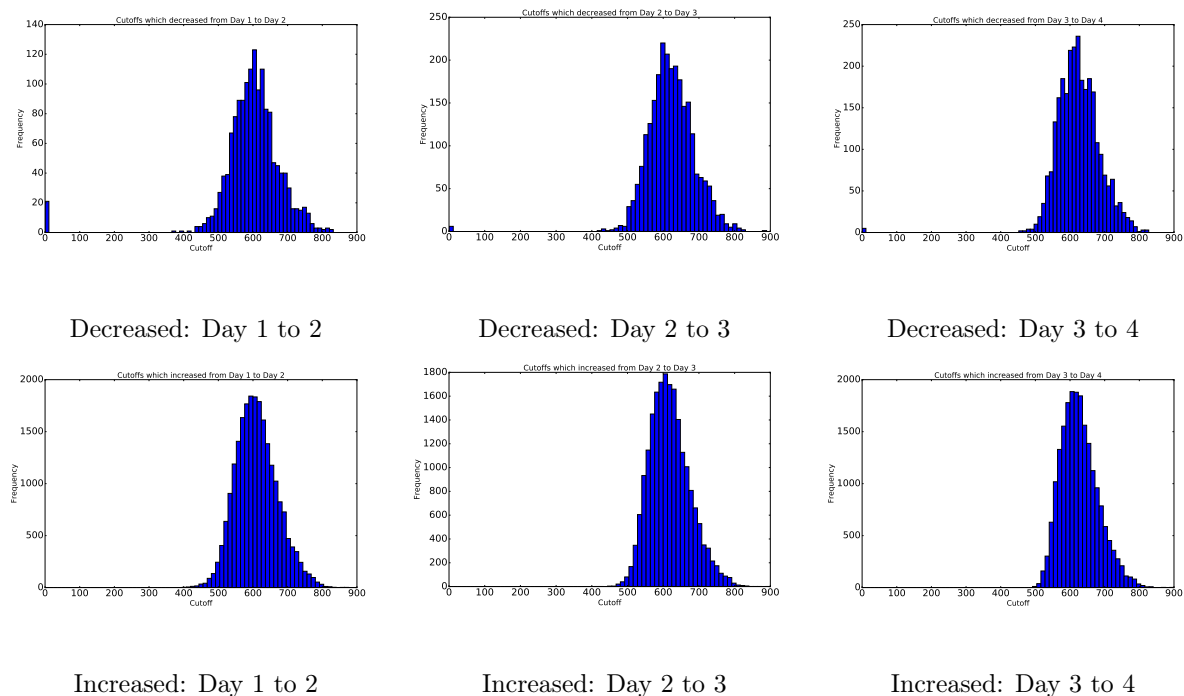 Cutoffs which decreased from Day 1 to Day 2
140
120
100
80
60
40
20
0
Frequency
0 100 200 300 400 500 600 700 800 900
Cutoff
Decreased: Day 1 to 2
Cutoffs which decreased from Day 2 to Day 3
250
200
150
100
50
0
Frequency
0 100 200 300 400 500 600 700 800 900
Cutoff
Decreased: Day 2 to 3
Cutoffs which decreased from Day 3 to Day 4
250
200
150
100
50
0
Frequency
0 100 200 300 400 500 600 700 800 900
Cutoff
Decreased: Day 3 to 4
Cutoffs which increased from Day 1 to Day 2
2000
1500
1000
500
0
Frequency
0 100 200 300 400 500 600 700 800 900
Cutoff
Increased: Day 1 to 2
Cutoffs which increased from Day 2 to Day 3
1800
1600
1400
1200
1000
800
600
400
200
0
Frequency
0 100 200 300 400 500 600 700 800 900
Cutoff
Increased: Day 2 to 3
Cutoffs which increased from Day 3 to Day 4
2000
1500
1000
500
0
Frequency
0 100 200 300 400 500 600 700 800 900
Cutoff
Increased: Day 3 to 4